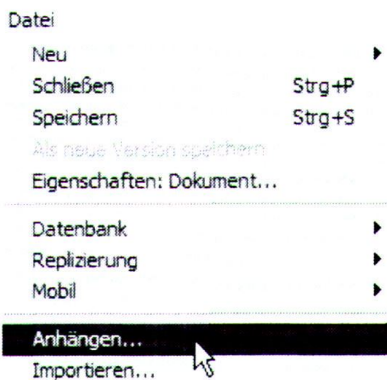 Datei
Neu
Schließen Strg+P
Speichern Strg+S
Als neue Version speichern
Eigenschaften: Dokument...
Datenbank
Replizierung
Mobil
Anhängen...
Importieren...